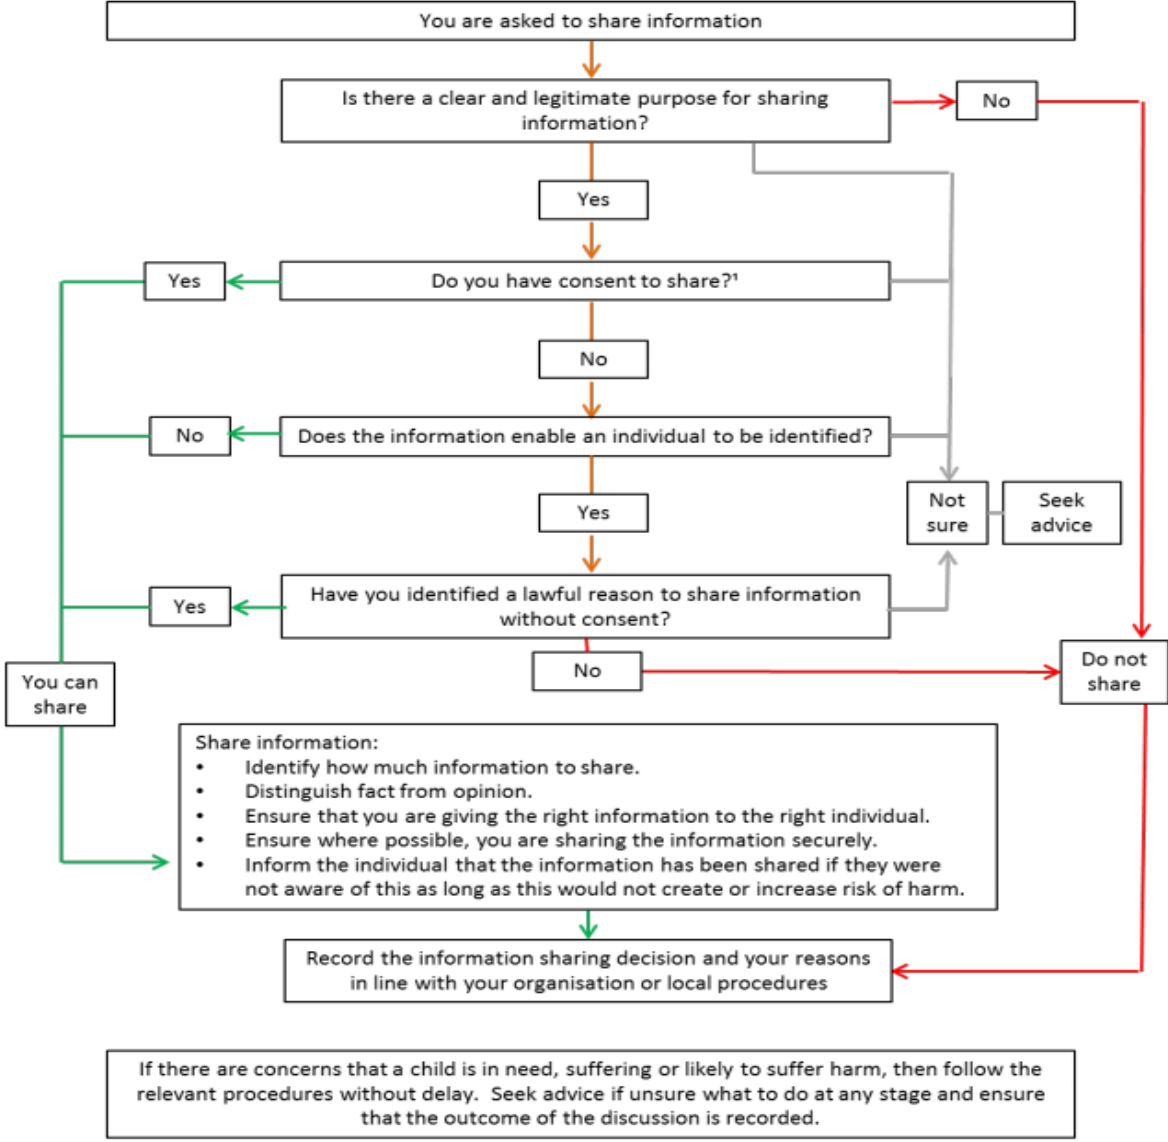 You are asked to share information
Is there a clear and legitimate purpose for sharing
information?
No
Yes
Yes
Do you have consent to share?¹
No
No
Does the information enable an individual to be identified?
Not
sure
Seek
advice
Yes
Yes
Have you identified a lawful reason to share information
without consent?
No
Do not
share
You can
share
Share information:
• Identify how much information to share.
• Distinguish fact from opinion.
• Ensure that you are giving the right information to the right individual.
• Ensure where possible, you are sharing the information securely.
• Inform the individual that the information has been shared if they were
not aware of this as long as this would not create or increase risk of harm.
Record the information sharing decision and your reasons
in line with your organisation or local procedures
If there are concerns that a child is in need, suffering or likely to suffer harm, then follow the
relevant procedures without delay. Seek advice if unsure what to do at any stage and ensure
that the outcome of the discussion is recorded.